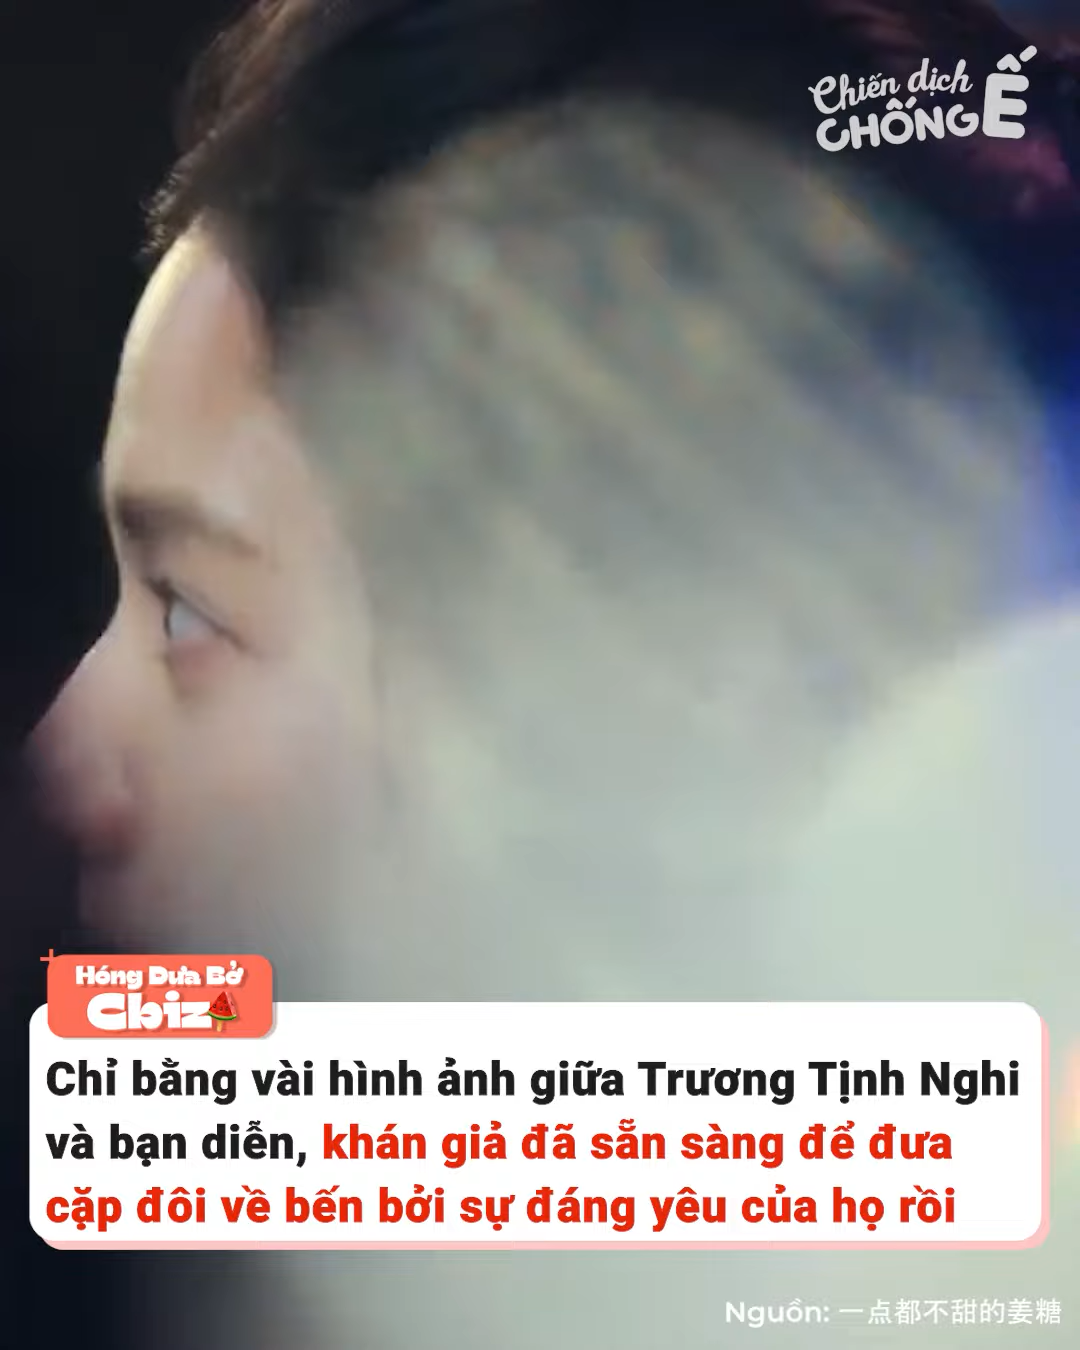 Chiến dịch
CHỐNG Ế
Hóng Dưa Bở
Cbiz
Chỉ bằng vài hình ảnh giữa Trương Tịnh Nghi
và bạn diễn, khán giả đã sẵn sàng để đưa
cặp đôi về bến bởi sự đáng yêu của họ rồi
Nguồn: 一点都不甜的姜糖